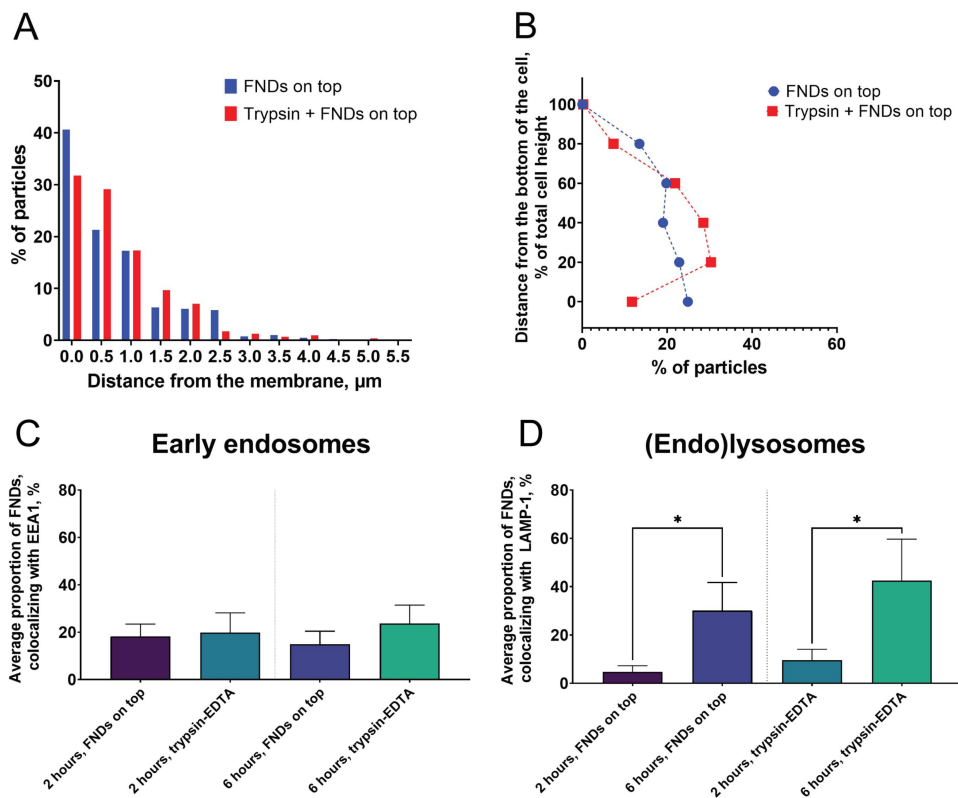 A
FNDs on top
Trypsin + FNDs on top
% of particles
50
40
30
20
10
0
0.0 0.5 1.0 1.5 2.0 2.5 3.0 3.5 4.0 4.5 5.0 5.5
Distance from the membrane, µm
B
FNDs on top
Trypsin + FNDs on top
Distance from the bottom of the cell,
% of total cell height
100
80
60
40
20
0
0 20 40 60
% of particles
C
Early endosomes
Average proportion of FNDs,
colocalizing with EEA1, %
80
60
40
20
0
2 hours, FNDs on top
2 hours, trypsin-EDTA
6 hours, FNDs on top
6 hours, trypsin-EDTA
D
(Endo)lysosomes
Average proportion of FNDs,
colocalizing with LAMP-1, %
80
60
40
20
0
*
*
2 hours, FNDs on top
6 hours, FNDs on top
2 hours, trypsin-EDTA
6 hours, trypsin-EDTA